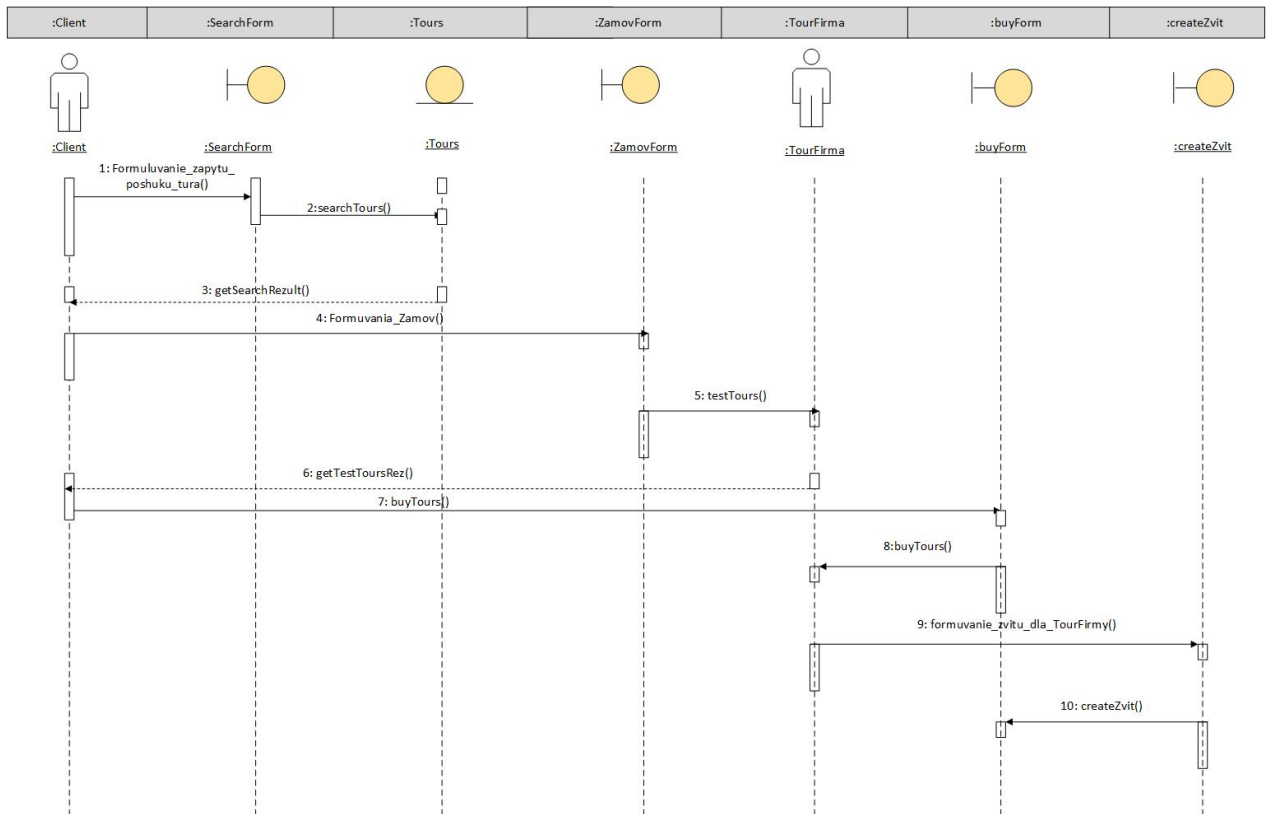 :Client
:SearchForm
:Tours
:ZamovForm
:TourFirma
:buyForm
:createZvit
:Client
:SearchForm
:Tours
:ZamovForm
:TourFirma
:buyForm
:createZvit
1: Formuluvanie_zapytu_
poshuku_tura()
2:searchTours()
3: getSearchRezult()
4: Formuvania_Zamov()
5: testTours()
6: getTestToursRez()
7: buyTours()
8:buyTours()
9: formuvanie_zvitu_dla_TourFirmy()
10: createZvit()